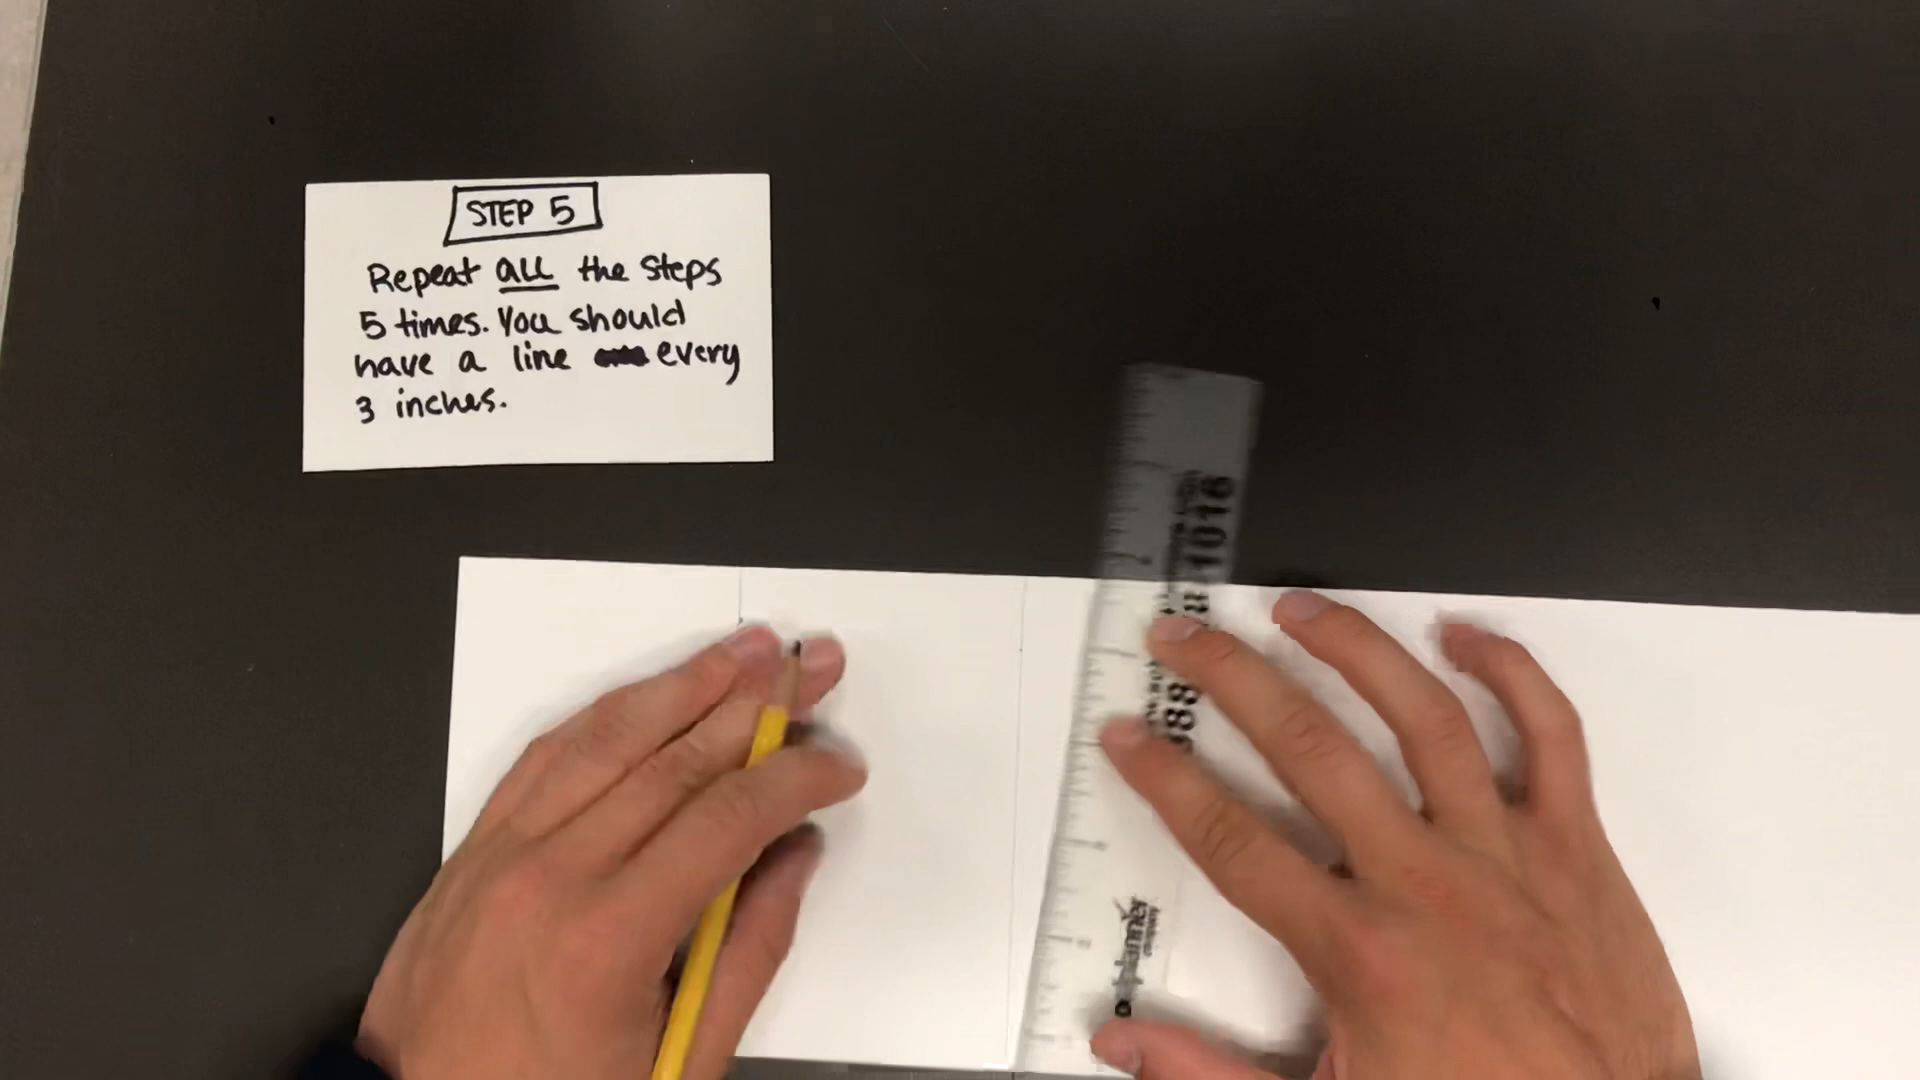 STEP 5
Repeat ALL the steps
5 times. You should
have a line every
3 inches.